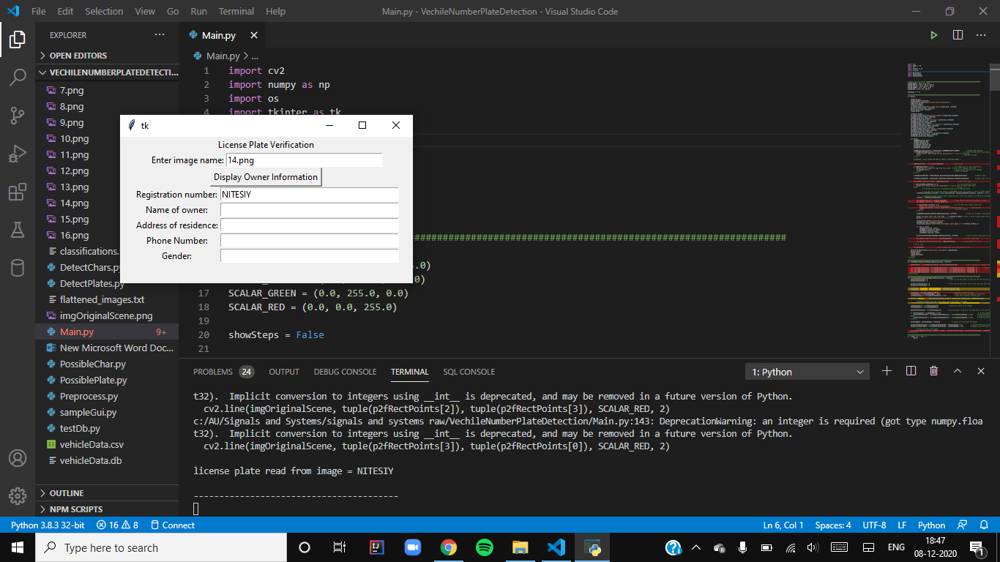 File Edit Selection View Go Run Terminal Help
Main.py - VechileNumberPlateDetection - Visual Studio Code
EXPLORER
OPEN EDITORS
VECHILENUMBERPLATEDETECTI...
7.png
8.png
9.png
10.png
11.png
12.png
13.png
14.png
15.png
16.png
classifications.
DetectChars.py
DetectPlates.py
flattened_images.txt
imgOriginalScene.png
Main.py 9+
New Microsoft Word Doc...
PossibleChar.py
PossiblePlate.py
Preprocess.py
sampleGui.py
testDb.py
vehicleData.csv
vehicleData.db
OUTLINE
NPM SCRIPTS
Main.py
Main.py > ...
1 import cv2
2 import numpy as np
3 import os
4 import tkinter as tk
tk
License Plate Verification
Enter image name: 14.png
Display Owner Information
Registration number: NITESIY
Name of owner:
Address of residence:
Phone Number:
Gender:
5.0)
0)
17 SCALAR_GREEN = (0.0, 255.0, 0.0)
18 SCALAR_RED = (0.0, 0.0, 255.0)
19
20 showSteps = False
21
PROBLEMS 24 OUTPUT DEBUG CONSOLE TERMINAL SQL CONSOLE 1: Python
t32). Implicit conversion to integers using __int__ is deprecated, and may be removed in a future version of Python.
cv2.line(imgOriginalScene, tuple(p2fRectPoints[2]), tuple(p2fRectPoints[3]), SCALAR_RED, 2)
c:/AU/Signals and Systems/signals and systems raw/VechileNumberPlateDetection/Main.py:143: DeprecationWarning: an integer is required (got type numpy.floa
t32). Implicit conversion to integers using __int__ is deprecated, and may be removed in a future version of Python.
cv2.line(imgOriginalScene, tuple(p2fRectPoints[3]), tuple(p2fRectPoints[0]), SCALAR_RED, 2)
license plate read from image = NITESIY
----------------------------------------
Python 3.8.3 32-bit 16 8 Connect Ln 6, Col 1 Spaces: 4 UTF-8 LF Python
Type here to search
ENG
18:47
08-12-2020
1